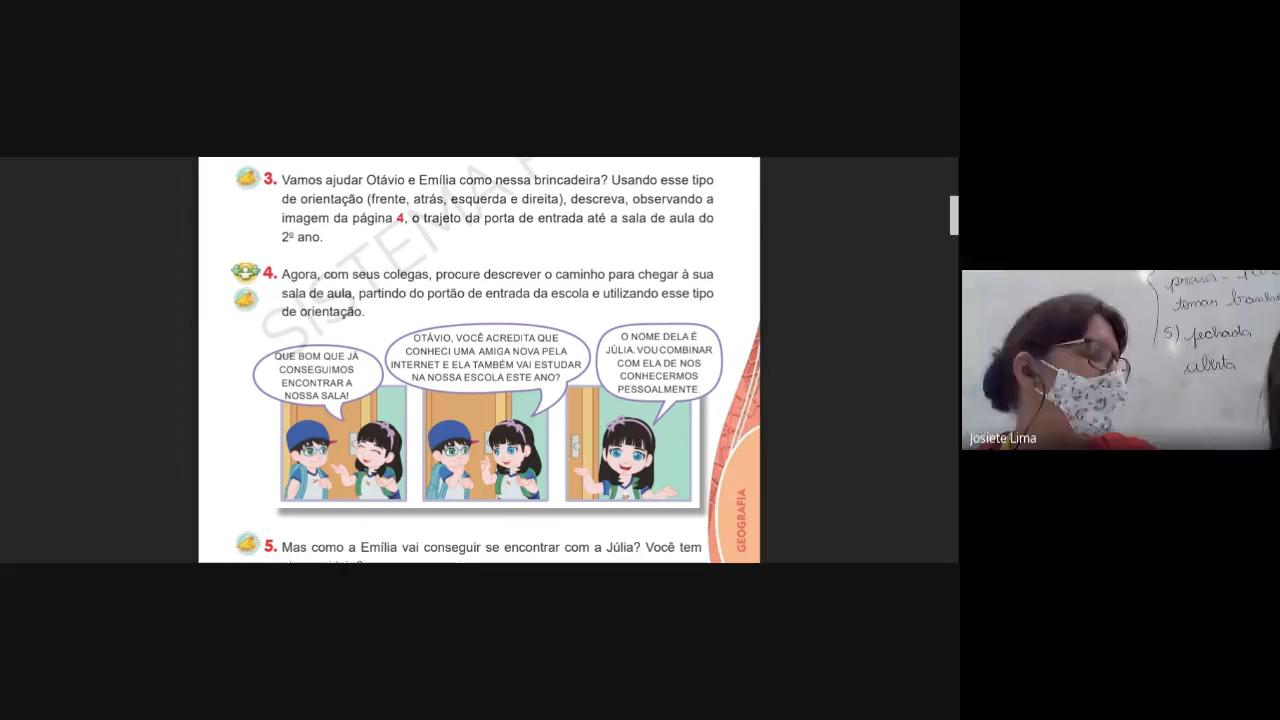 SISTEMA
3. Vamos ajudar Otávio e Emília como nessa brincadeira? Usando esse tipo
de orientação (frente, atrás, esquerda e direita), descreva, observando a
imagem da página 4, o trajeto da porta de entrada até a sala de aula do
2º ano.
4. Agora, com seus colegas, procure descrever o caminho para chegar à sua
sala de aula, partindo do portão de entrada da escola e utilizando esse tipo
de orientação.
QUE BOM QUE JÁ
CONSEGUIMOS
ENCONTRAR A
NOSSA SALA!
OTÁVIO, VOCÊ ACREDITA QUE
CONHECI UMA AMIGA NOVA PELA
INTERNET E ELA TAMBÉM VAI ESTUDAR
NA NOSSA ESCOLA ESTE ANO?
O NOME DELA É
JÚLIA. VOU COMBINAR
COM ELA DE NOS
CONHECERMOS
PESSOALMENTE.
GEOGRAFIA
5. Mas como a Emília vai conseguir se encontrar com a Júlia? Você tem
tomar
5) fechada
aberta
Josiete Lima